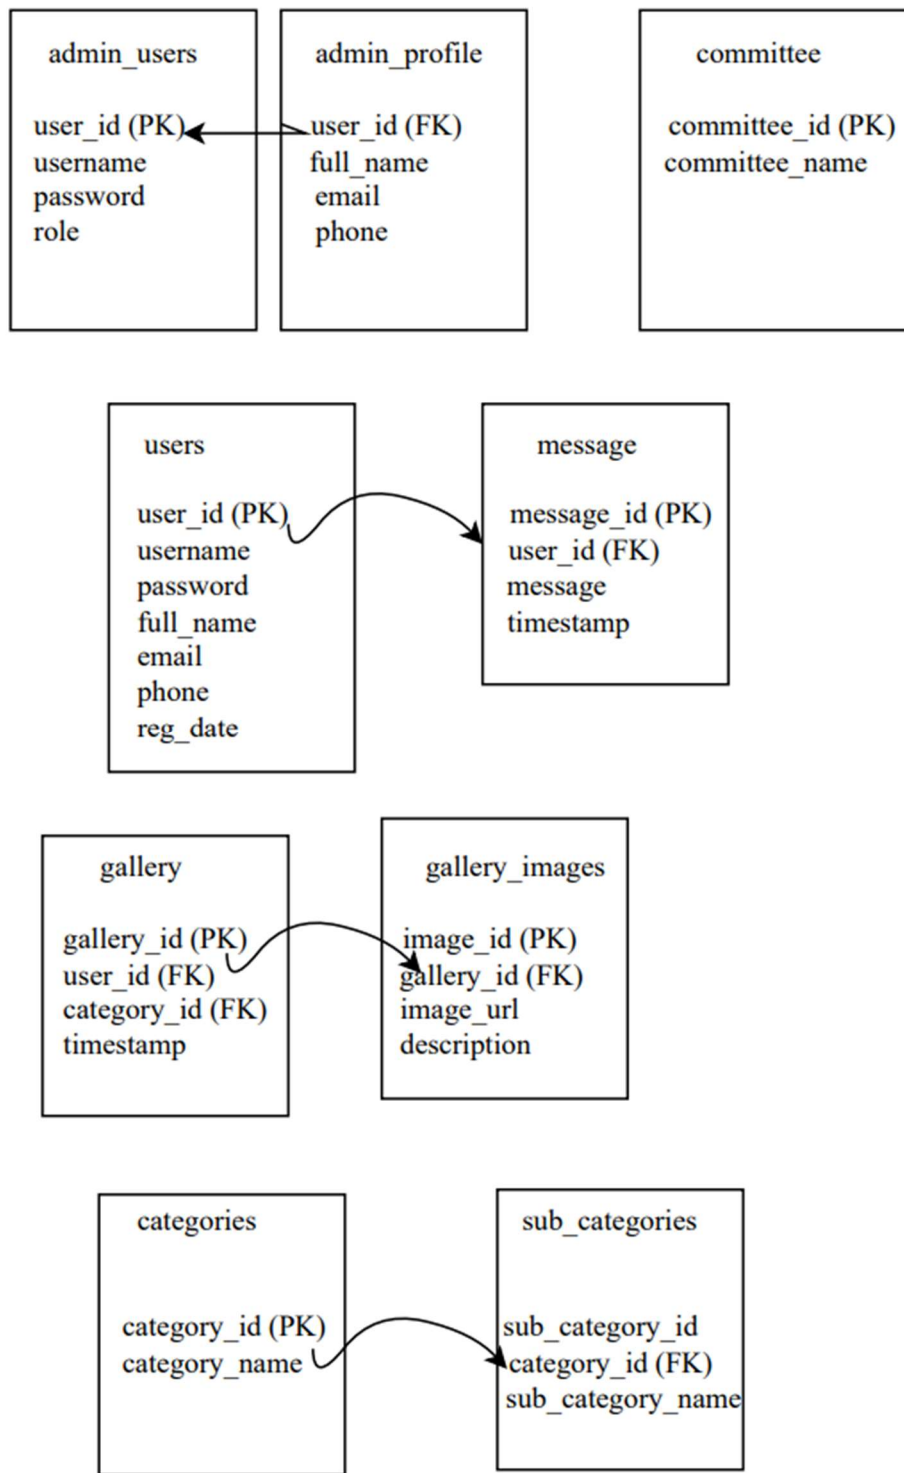 admin_users
user_id (PK)
username
password
role
admin_profile
user_id (FK)
full_name
email
phone
committee
committee_id (PK)
committee_name
users
user_id (PK)
username
password
full_name
email
phone
reg_date
message
message_id (PK)
user_id (FK)
message
timestamp
gallery
gallery_id (PK)
user_id (FK)
category_id (FK)
timestamp
gallery_images
image_id (PK)
gallery_id (FK)
image_url
description
categories
category_id (PK)
category_name
sub_categories
sub_category_id
category_id (FK)
sub_category_name